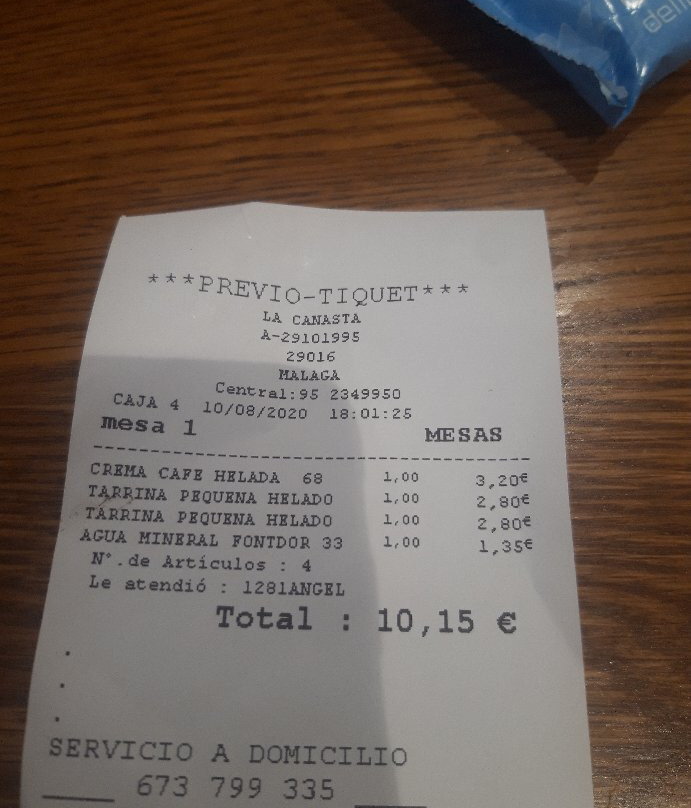 deli
***PREVIO-TIQUET***
LA CANASTA
A-29101995
29016
MALAGA
Central:95 2349950
CAJA 4 10/08/2020 18:01:25
mesa 1 MESAS
CREMA CAFE HELADA 68 1,00 3,20€
TARRINA PEQUENA HELADO 1,00 2,80€
TARRINA PEQUENA HELADO 1,00 2,80€
AGUA MINERAL FONTDOR 33 1,00 1,35€
Nº.de Artículos : 4
Le atendió : 1281ANGEL
Total : 10,15 €
.
.
.
SERVICIO A DOMICILIO
673 799 335